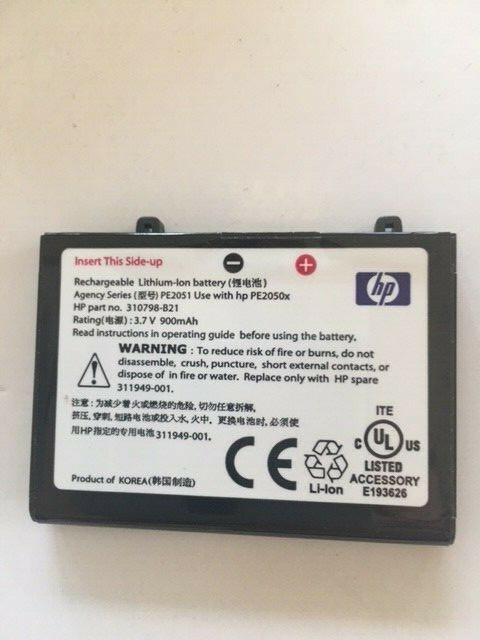 Insert This Side-up
Rechargeable Lithium-Ion battery (锂电池)
Agency Series (型号) PE2051 Use with hp PE2050x
HP part no. 310798-B21
Rating(电源): 3.7 V 900mAh
Read instructions in operating guide before using the battery.
hp
WARNING : To reduce risk of fire or burns, do not
disassemble, crush, puncture, short external contacts, or
dispose of in fire or water. Replace only with HP spare
311949-001.
注意: 为减少着火或燃烧的危险, 切勿任意拆解,
挤压, 穿刺, 短路电池或投入水, 火中, 更换电池时, 必须使
用HP指定的专用电池 311949-001.
Product of KOREA(韩国制造)
CE
Li-Ion
ITE
C UL US
LISTED
ACCESSORY
E193626